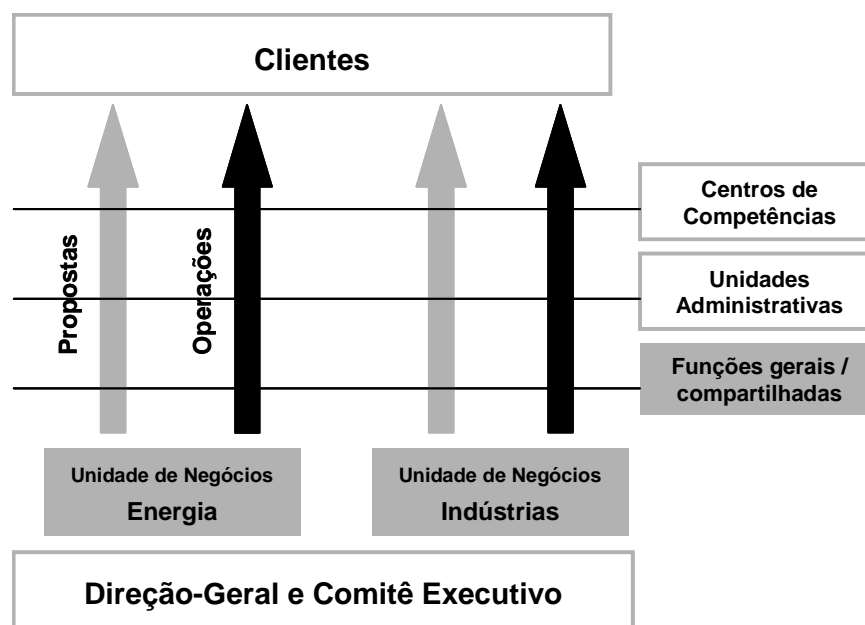 Clientes
Centros de
Competências
Propostas
Operações
Unidades
Administrativas
Funções gerais /
compartilhadas
Unidade de Negócios
Energia
Unidade de Negócios
Indústrias
Direção-Geral e Comitê Executivo